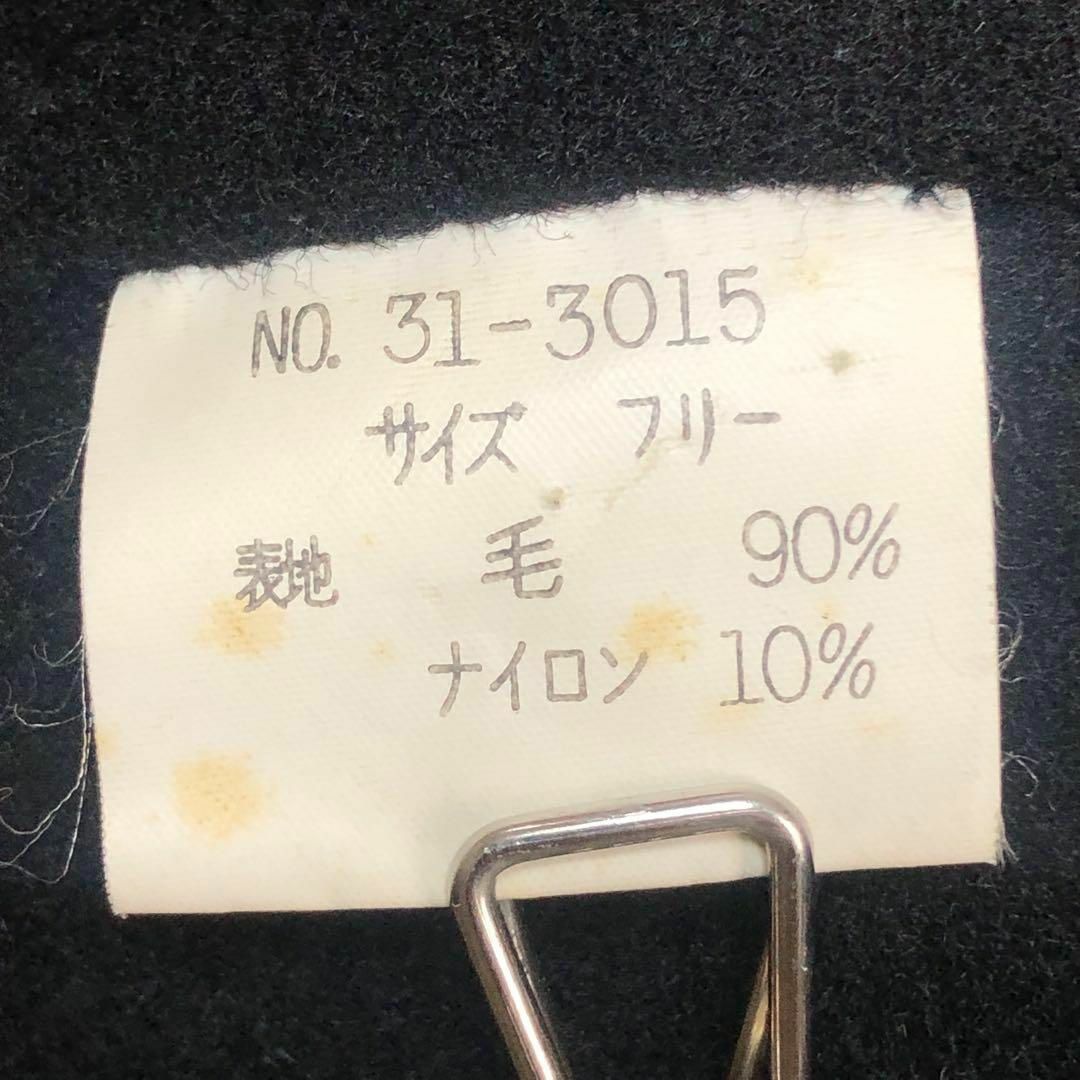 NO. 31-3015
サイズ フリー
表地 毛 90%
ナイロン 10%